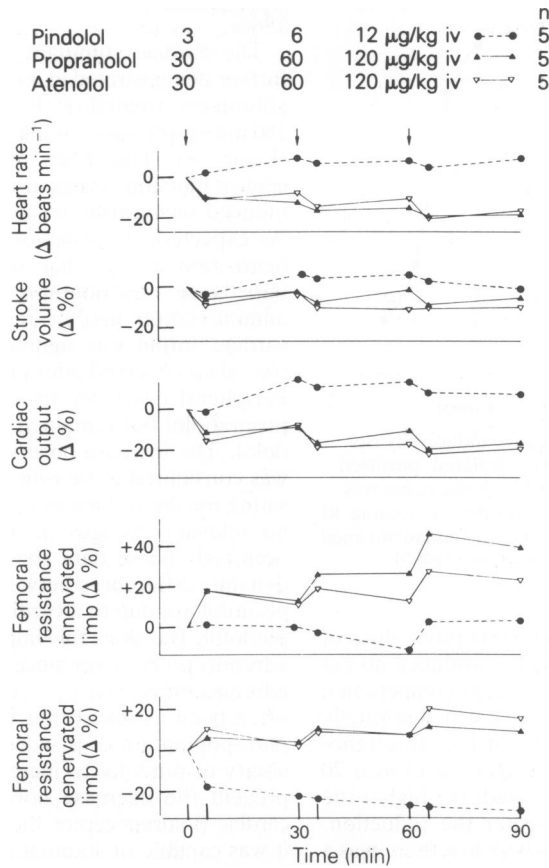 n
Pindolol 3 6 12 μg/kg iv 5
Propranolol 30 60 120 μg/kg iv 5
Atenolol 30 60 120 μg/kg iv 5
Heart rate
(Δ beats min⁻¹)
0
−20
Stroke
volume
(Δ %)
0
20
Cardiac
output
(Δ %)
0
20
Femoral
resistance
innervated
limb (Δ %)
+40
+20
0
Femoral
resistance
denervated
limb (Δ %)
+20
0
−20
0 30 60 90
Time (min)